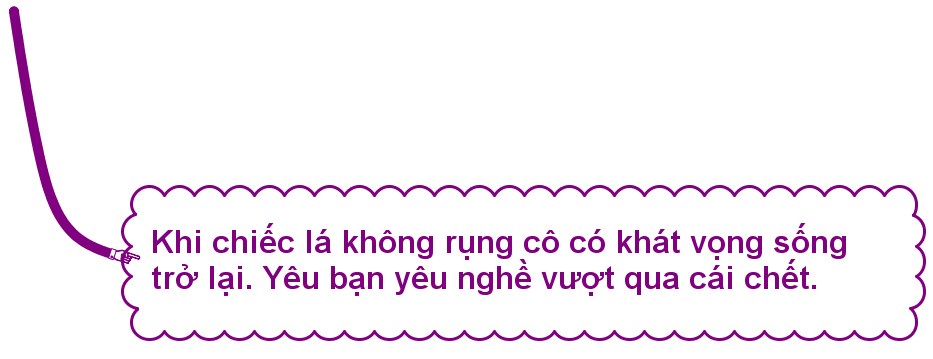 Khi chiếc lá không rụng cô có khát vọng sống
trở lại. Yêu bạn yêu nghề vượt qua cái chết.